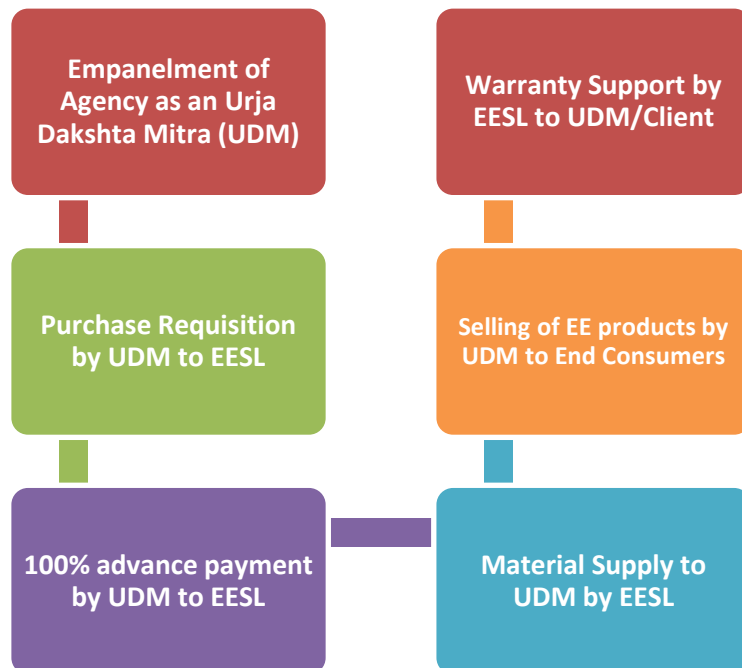 Empanelment of
Agency as an Urja
Dakshta Mitra (UDM)
Purchase Requisition
by UDM to EESL
100% advance payment
by UDM to EESL
Material Supply to
UDM by EESL
Selling of EE products by
UDM to End Consumers
Warranty Support by
EESL to UDM/Client